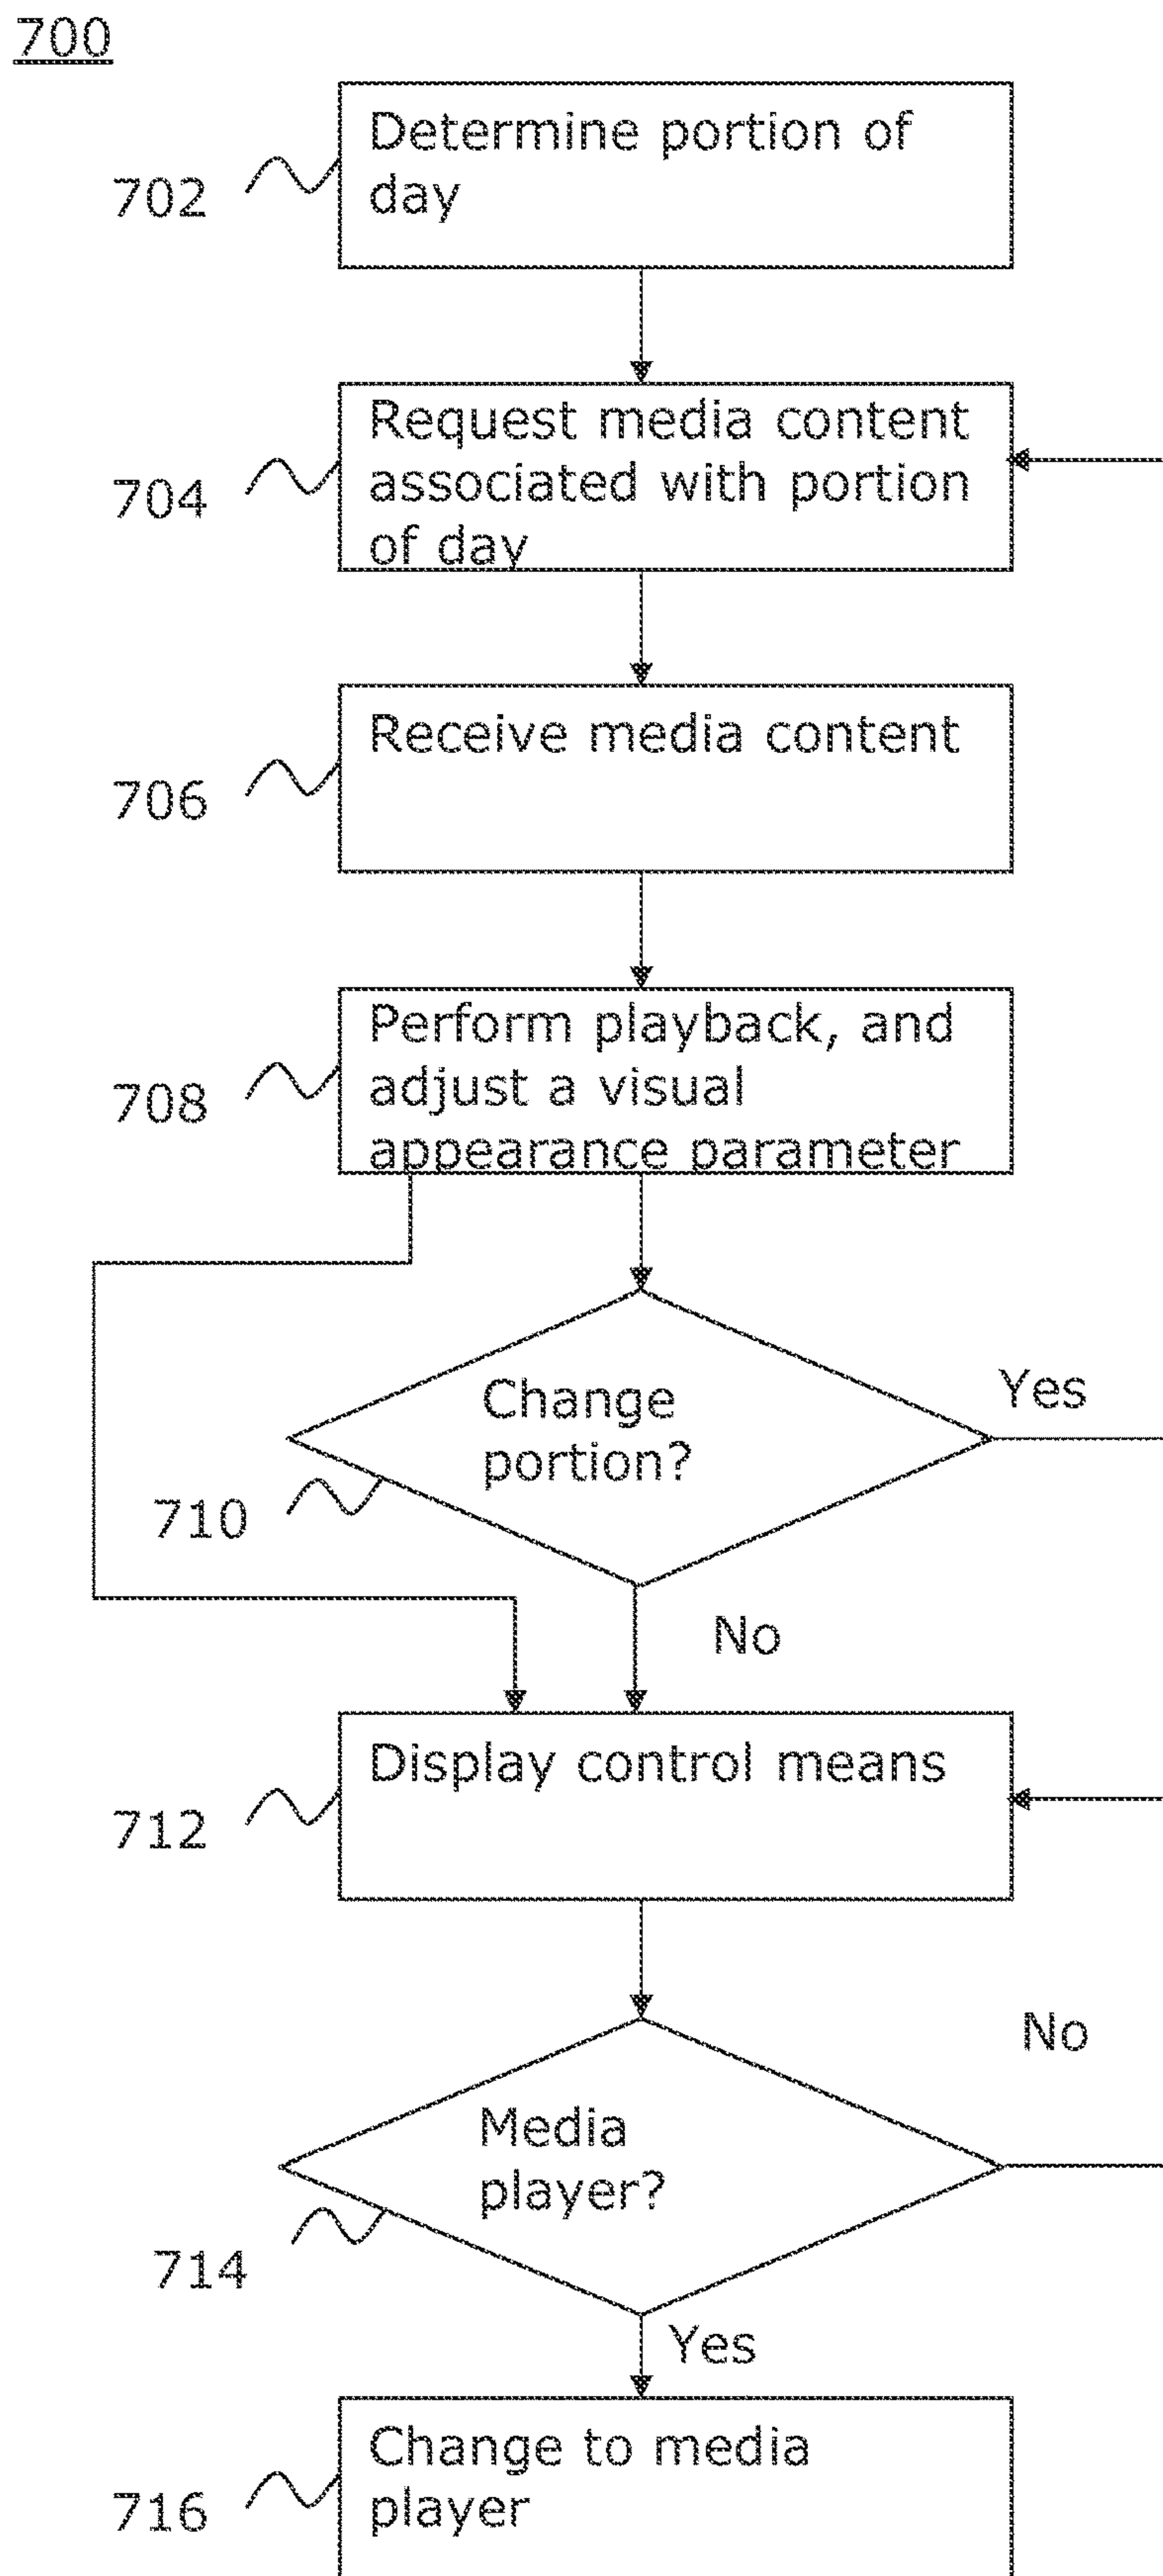 700
Determine portion of
day
702
Request media content
associated with portion
of day
704
Receive media content
706
Perform playback, and
adjust a visual
appearance parameter
708
Change
portion?
Yes
710
No
Display control means
712
No
Media
player?
714
Yes
Change to media
player
716